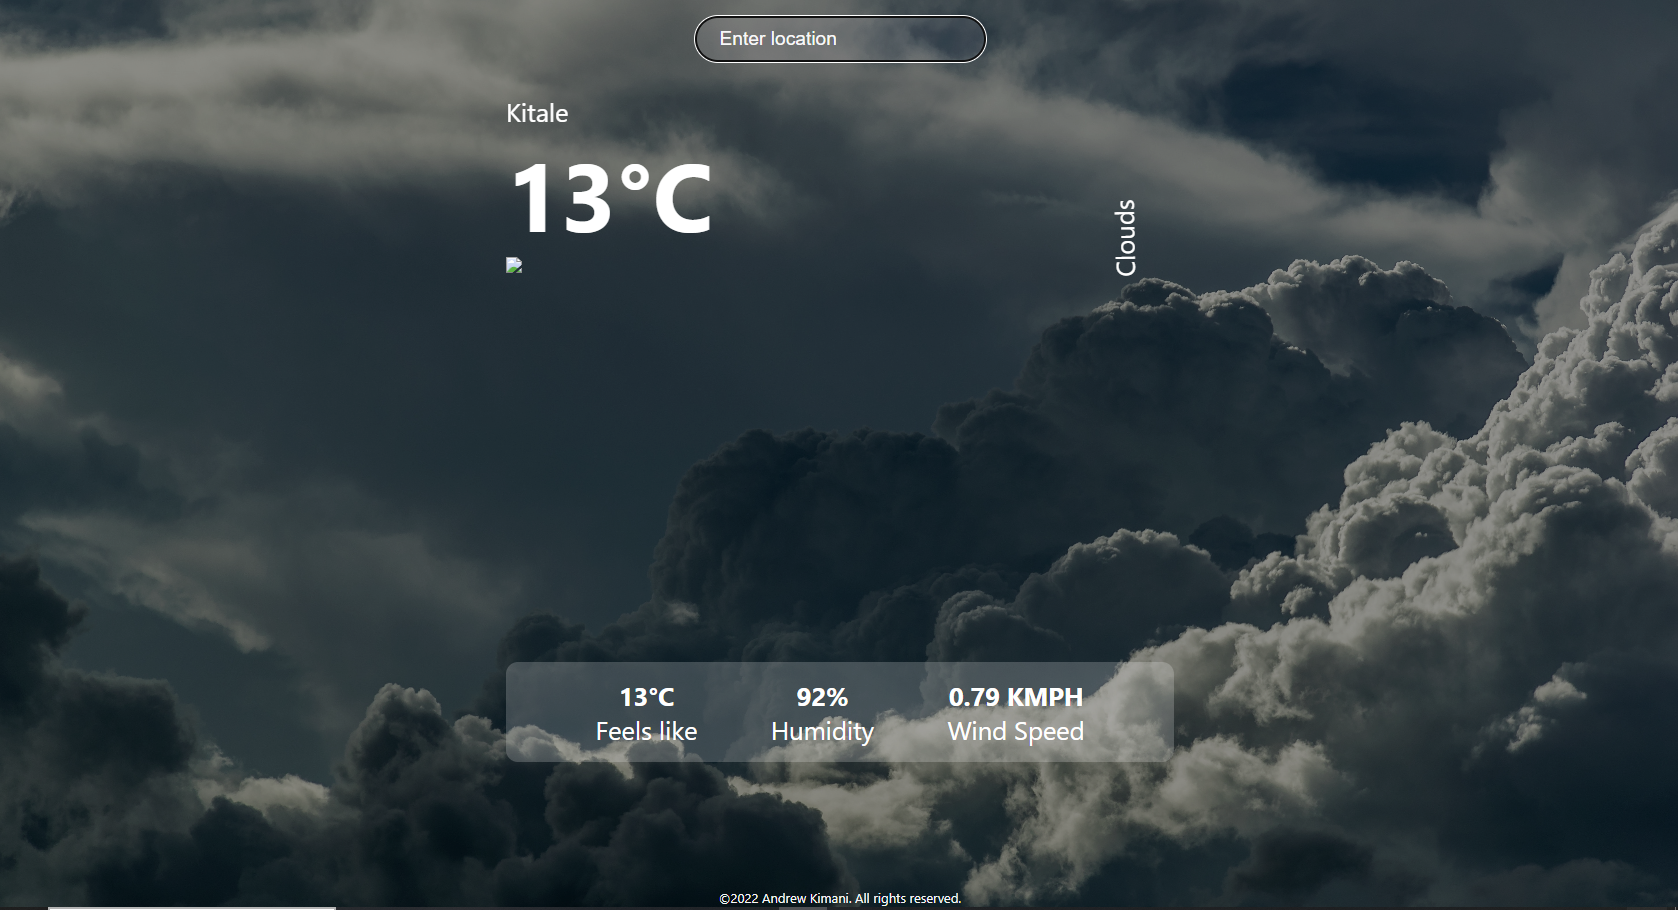 Enter location
Kitale
13°C
Clouds
13°C
Feels like
92%
Humidity
0.79 KMPH
Wind Speed
©2022 Andrew Kimani. All rights reserved.